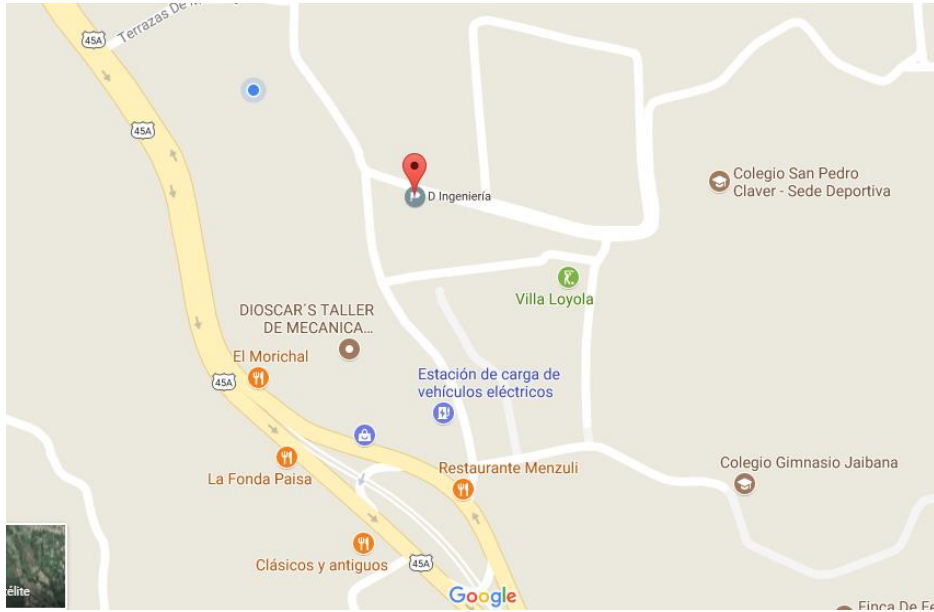 Terrazas De M
45A
45A
Colegio San Pedro
Claver - Sede Deportiva
D Ingeniería
Villa Loyola
DIOSCAR´S TALLER
DE MECANICA...
El Morichal
45A
Estación de carga de
vehículos eléctricos
Restaurante Menzuli
Colegio Gimnasio Jaibana
La Fonda Paisa
Clásicos y antiguos
45A
Google
télite
Finca De Fe